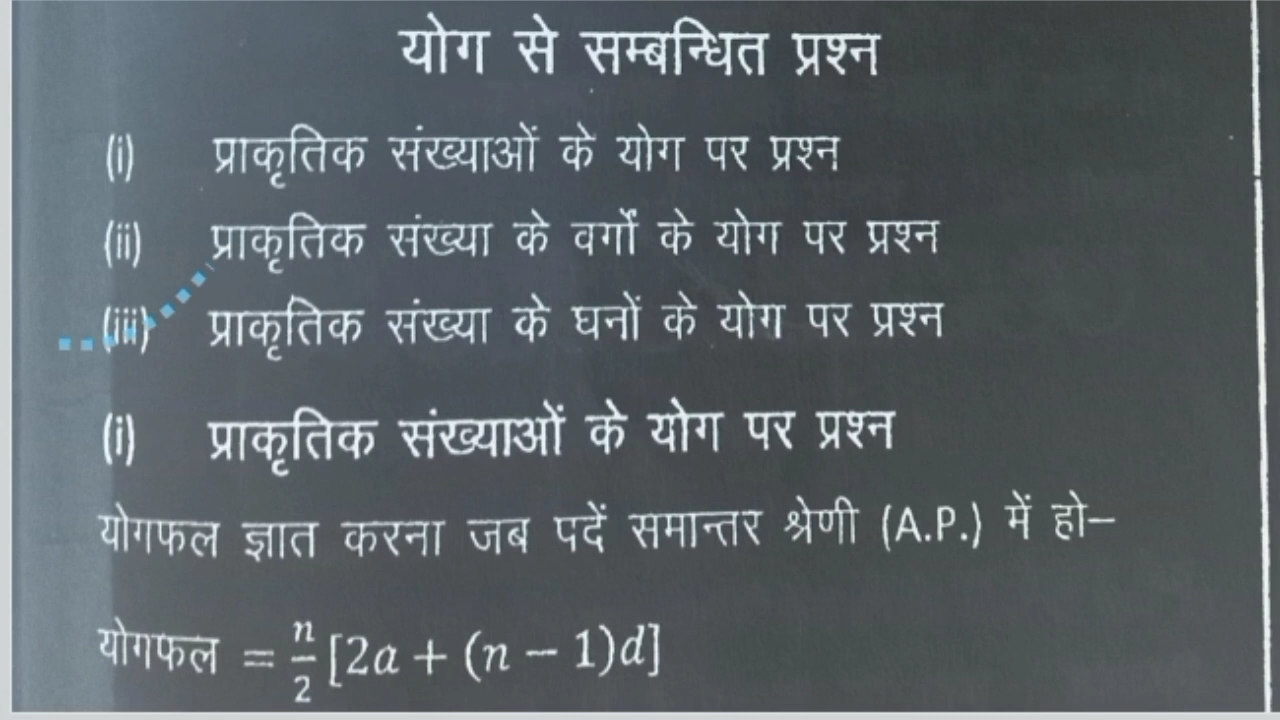 योग से सम्बन्धित प्रश्न
(i) प्राकृतिक संख्याओं के योग पर प्रश्न
(ii) प्राकृतिक संख्या के वर्गों के योग पर प्रश्न
(iii) प्राकृतिक संख्या के घनों के योग पर प्रश्न
(i) प्राकृतिक संख्याओं के योग पर प्रश्न
योगफल ज्ञात करना जब पदें समान्तर श्रेणी (A.P.) में हो–
योगफल = n/2 [2a + (n − 1)d]